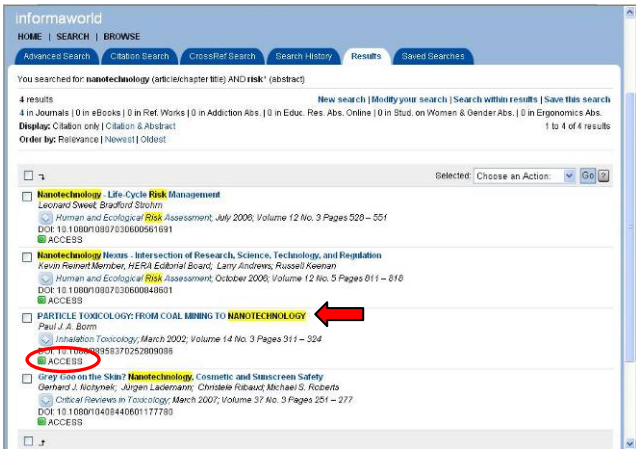 informaworld
HOME | SEARCH | BROWSE
Advanced Search Citation Search CrossRef Search Search History Results Saved Searches
You searched for: nanotechnology (article/chapter title) AND risk* (abstract)
4 results New search | Modify your search | Search within results | Save this search
4 in Journals | 0 in eBooks | 0 in Ref. Works | 0 in Addiction Abs. | 0 in Educ. Res. Abs. Online | 0 in Stud. on Women & Gender Abs. | 0 in Ergonomics Abs.
Display: Citation only | Citation & Abstract 1 to 4 of 4 results
Order by: Relevance | Newest | Oldest
Selected: Choose an Action: Go ?
Nanotechnology - Life-Cycle Risk Management
Leonard Sweet; Bradford Strohm
Human and Ecological Risk Assessment, July 2006; Volume 12 No. 3 Pages 528 – 551
DOI: 10.1080/10807030600561691
ACCESS
Nanotechnology Nexus - Intersection of Research, Science, Technology, and Regulation
Kevin Reinert Member, HERA Editorial Board; Larry Andrews; Russell Keenan
Human and Ecological Risk Assessment, October 2006; Volume 12 No. 5 Pages 811 – 818
DOI: 10.1080/10807030600848601
ACCESS
PARTICLE TOXICOLOGY: FROM COAL MINING TO NANOTECHNOLOGY
Paul J. A. Borm
Inhalation Toxicology; March 2002; Volume 14 No. 3 Pages 311 – 324
DOI: 10.1080/08958370252809086
ACCESS
Grey Goo on the Skin? Nanotechnology, Cosmetic and Sunscreen Safety
Gerhard J. Nohynek; Jürgen Lademann; Christele Ribaud; Michael S. Roberts
Critical Reviews in Toxicology; March 2007; Volume 37 No. 3 Pages 251 – 277
DOI: 10.1080/10408440601177780
ACCESS